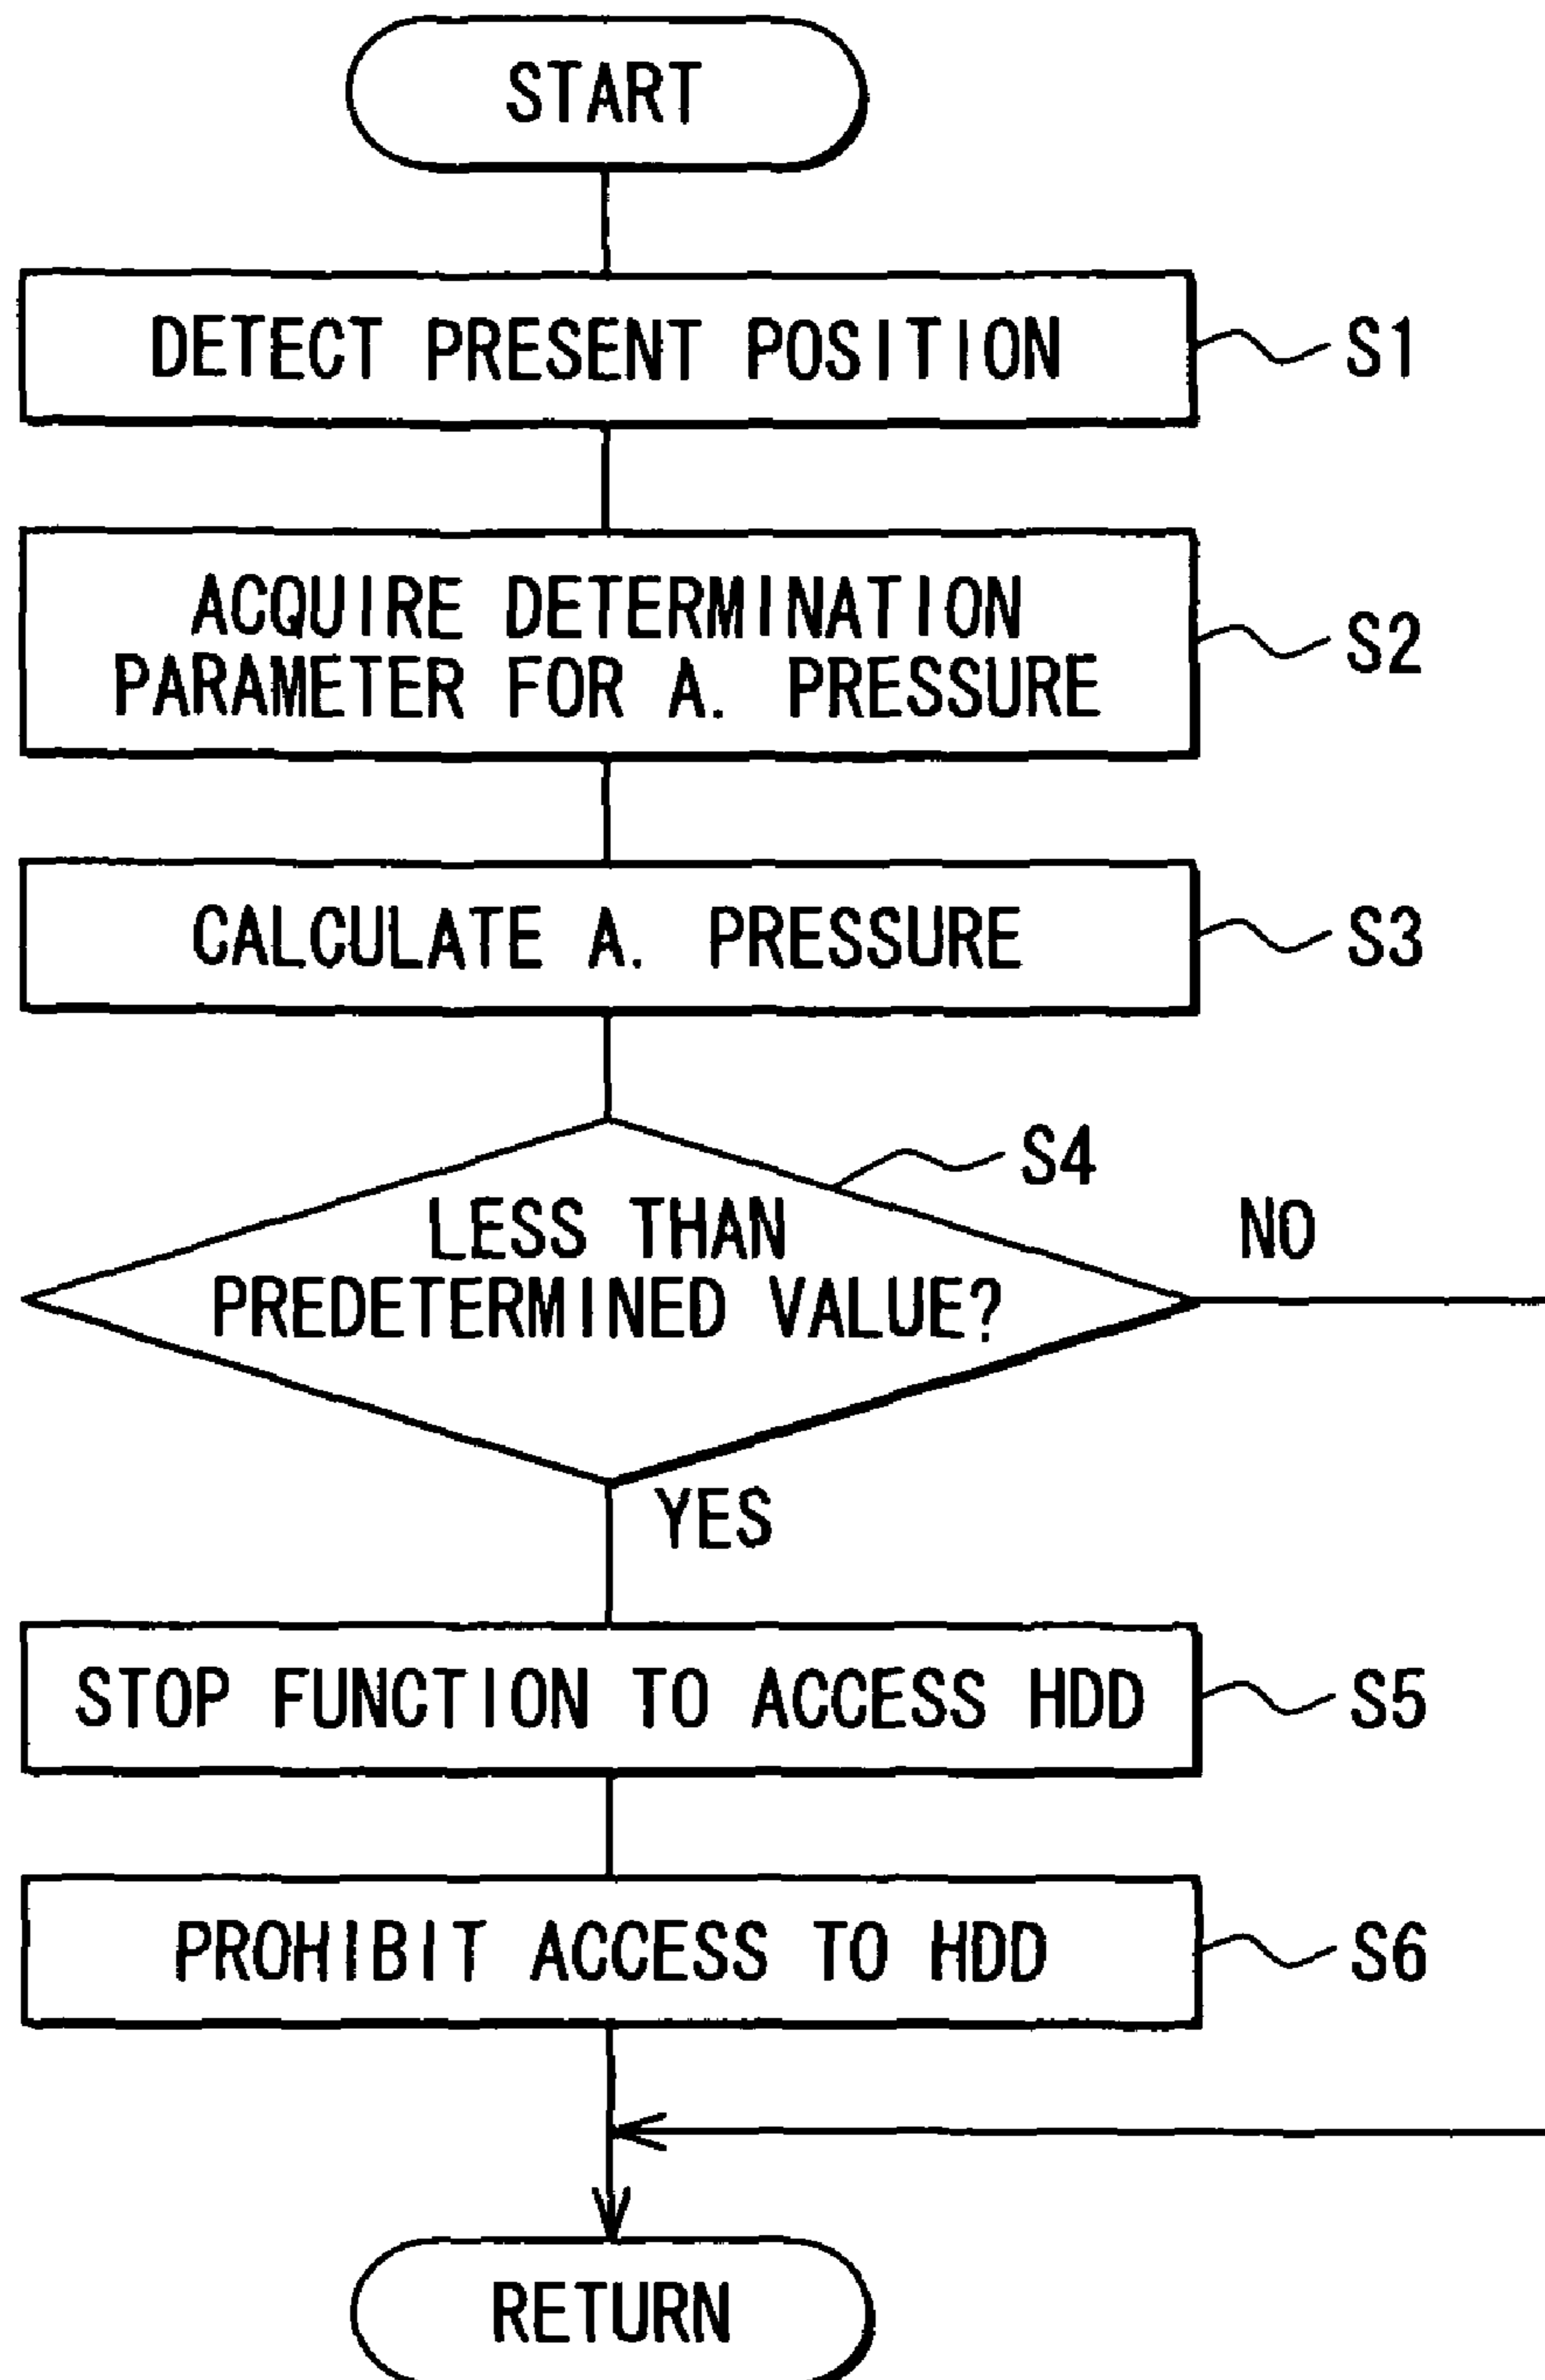 START
DETECT PRESENT POSITION S1
ACQUIRE DETERMINATION
PARAMETER FOR A. PRESSURE
S2
CALCULATE A. PRESSURE S3
S4
LESS THAN
PREDETERMINED VALUE?
NO
YES
STOP FUNCTION TO ACCESS HDD S5
PROHIBIT ACCESS TO HDD S6
RETURN